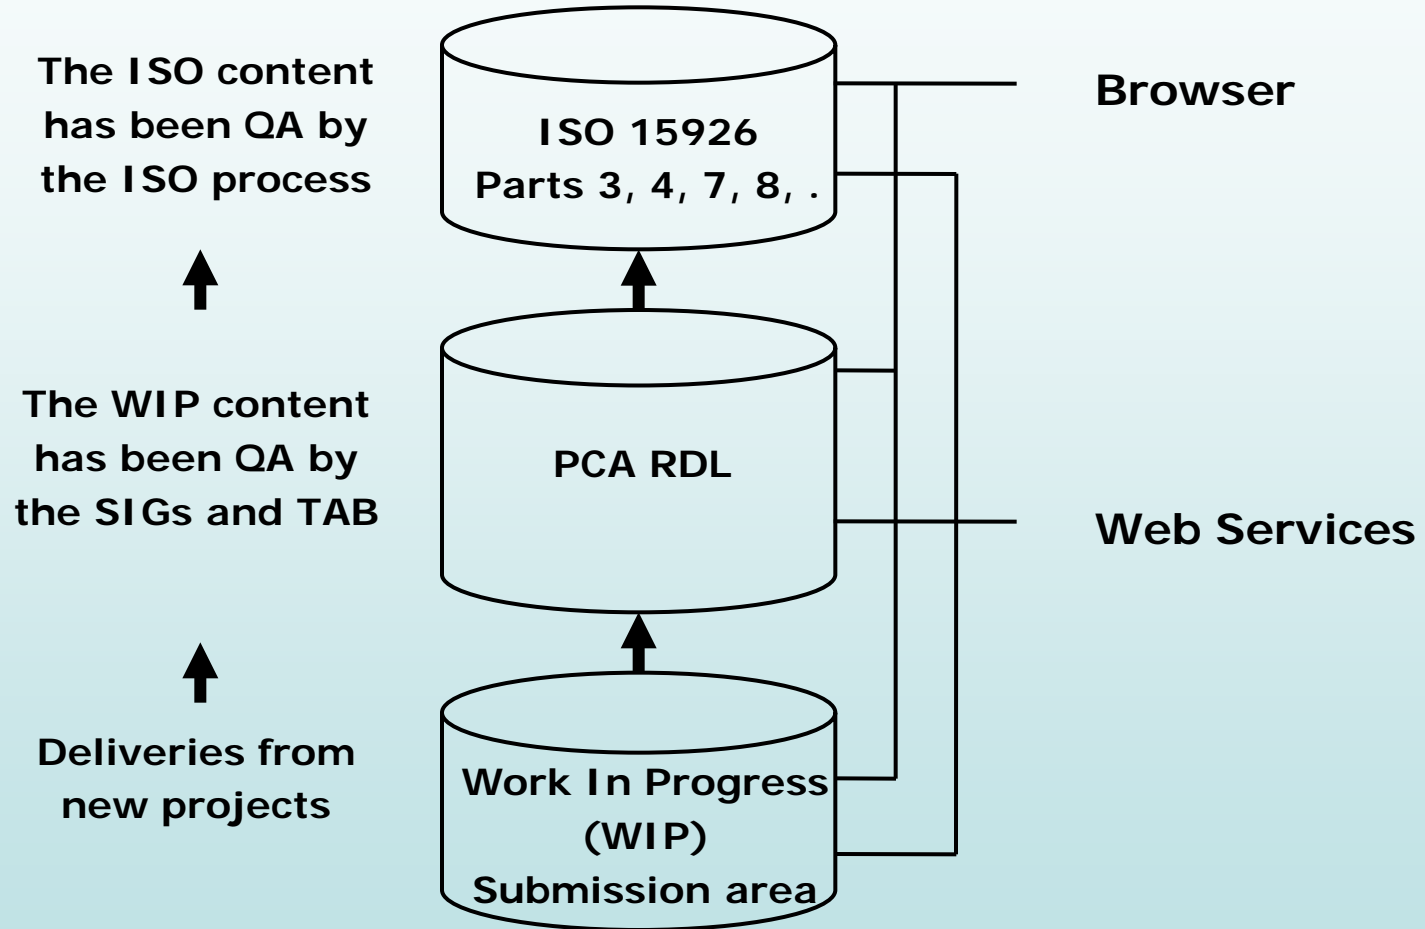 The ISO content
has been QA by
the ISO process
ISO 15926
Parts 3, 4, 7, 8, .
Browser
The WIP content
has been QA by
the SIGs and TAB
PCA RDL
Web Services
Deliveries from
new projects
Work In Progress
(WIP)
Submission area